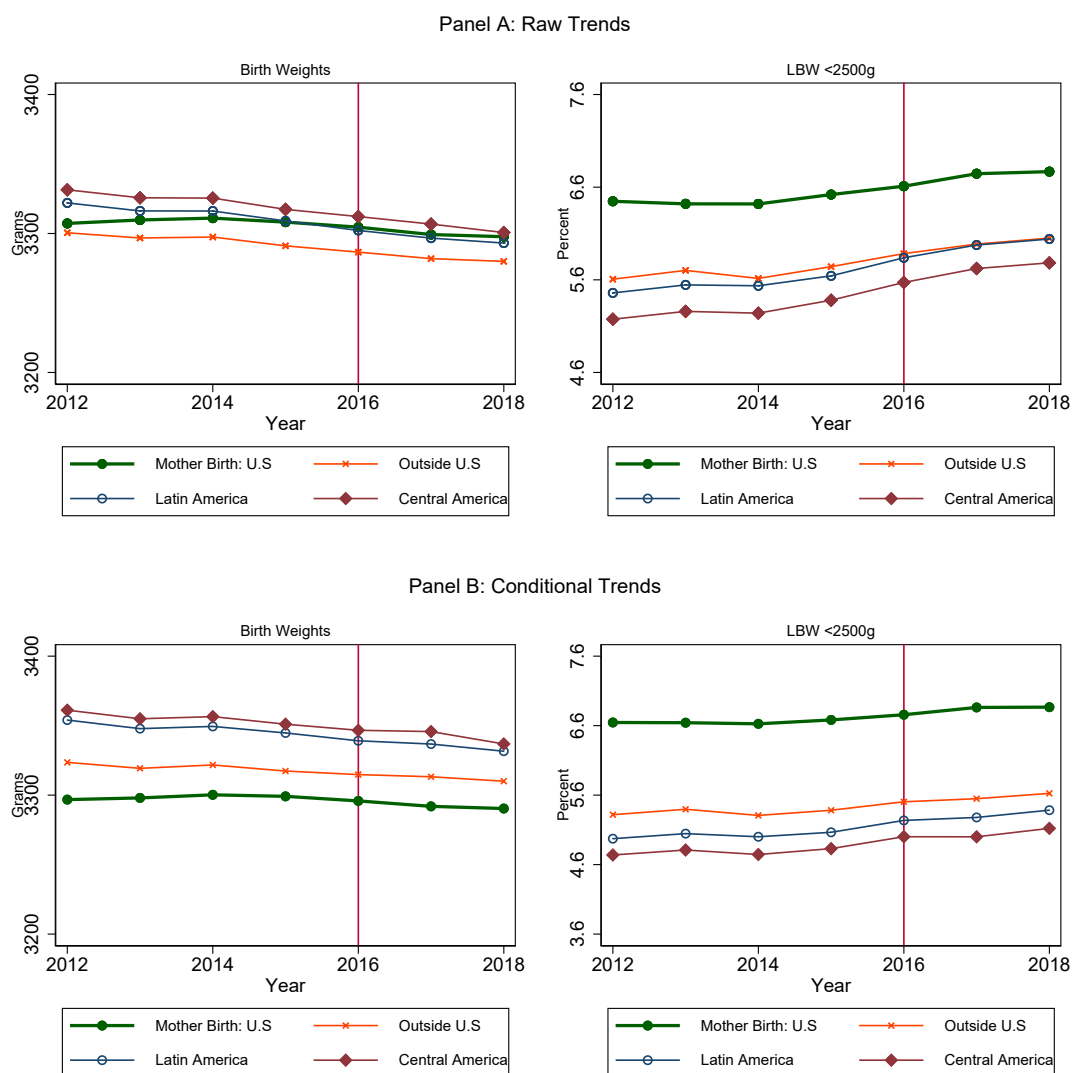 Panel A: Raw Trends
Birth Weights
3400
3300
3200
Grams
2012 2014 2016 2018
Year
Mother Birth: U.S Outside U.S
Latin America Central America
LBW <2500g
7.6
6.6
5.6
4.6
Percent
2012 2014 2016 2018
Year
Mother Birth: U.S Outside U.S
Latin America Central America
Panel B: Conditional Trends
Birth Weights
3400
3300
3200
Grams
2012 2014 2016 2018
Year
Mother Birth: U.S Outside U.S
Latin America Central America
LBW <2500g
7.6
6.6
5.6
4.6
3.6
Percent
2012 2014 2016 2018
Year
Mother Birth: U.S Outside U.S
Latin America Central America